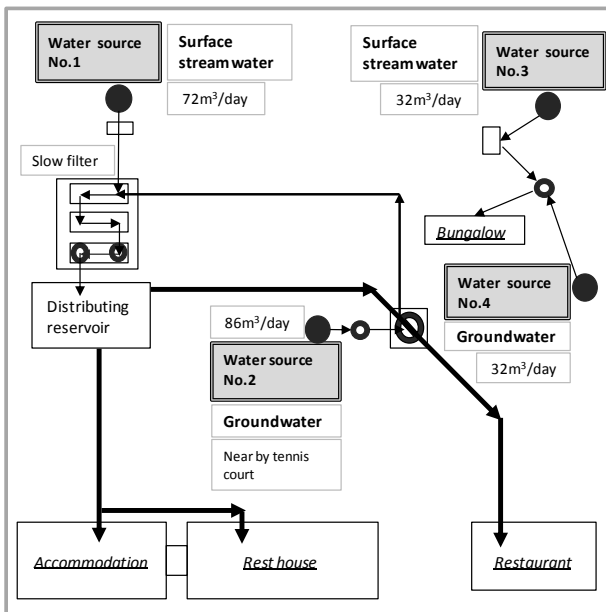 Water source
No.1
Surface
stream water
72m³/day
Surface
stream water
32m³/day
Water source
No.3
Slow filter
Bungalow
Distributing
reservoir
86m³/day
Water source
No.2
Groundwater
Near by tennis
court
Water source
No.4
Groundwater
32m³/day
Accommodation
Rest house
Restaurant